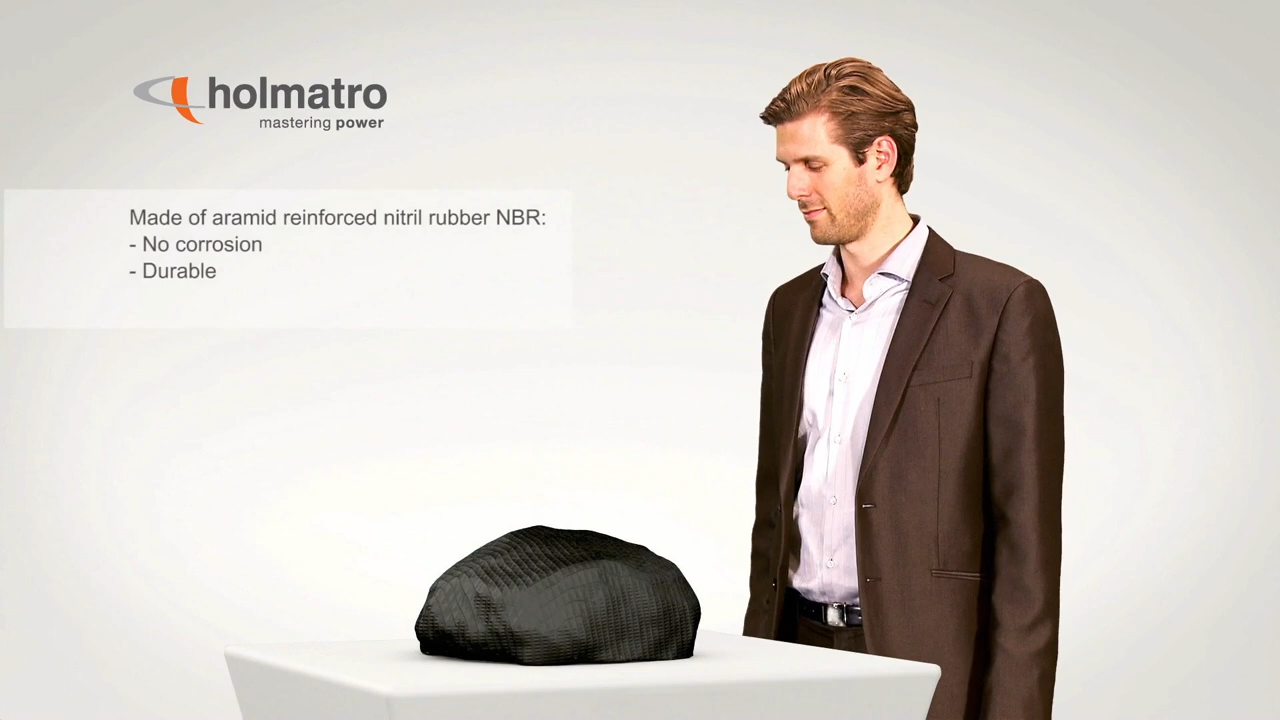 holmatro
mastering power
Made of aramid reinforced nitril rubber NBR:
- No corrosion
- Durable